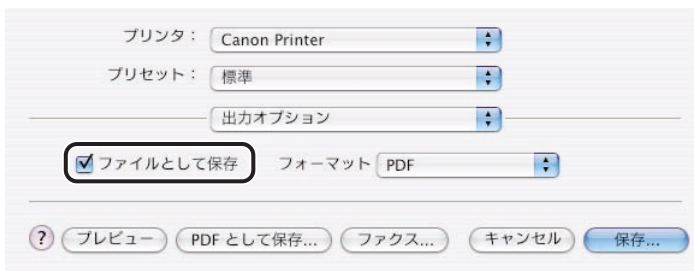 プリンタ： Canon Printer
プリセット： 標準
出力オプション
ファイルとして保存 フォーマット PDF
? プレビュー PDF として保存... ファクス... キャンセル 保存...